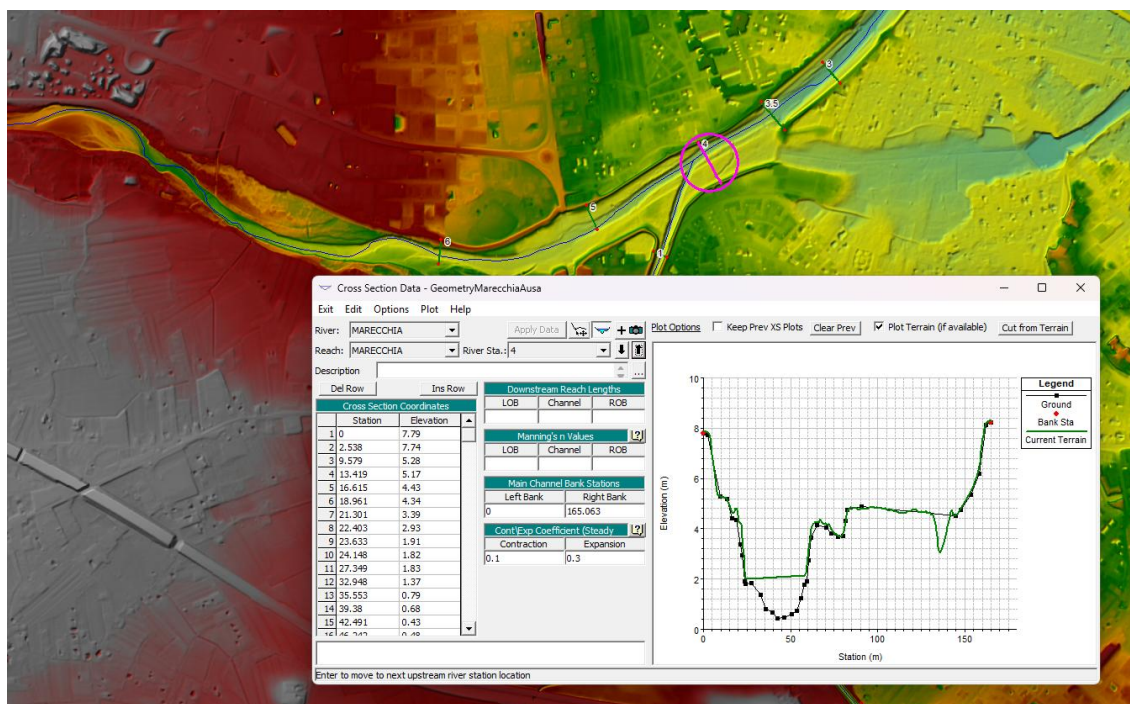 3
3.5
4
5
6
1
Cross Section Data - GeometryMarecchiaAusa
Exit Edit Options Plot Help
River: MARECCHIA Apply Data
Reach: MARECCHIA River Sta.: 4
Description ...
Del Row Ins Row
Cross Section Coordinates
Station Elevation
1 0 7.79
2 2.538 7.74
3 9.579 5.28
4 13.419 5.17
5 16.615 4.43
6 18.961 4.34
7 21.301 3.39
8 22.403 2.93
9 23.633 1.91
10 24.148 1.82
11 27.349 1.83
12 32.948 1.37
13 35.553 0.79
14 39.38 0.68
15 42.491 0.43
16 46.242 0.48
Downstream Reach Lengths
LOB Channel ROB
Manning's n Values
LOB Channel ROB
Main Channel Bank Stations
Left Bank Right Bank
0 165.063
Cont\Exp Coefficient (Steady
Contraction Expansion
0.1 0.3
Plot Options Keep Prev XS Plots Clear Prev Plot Terrain (if available) Cut from Terrain
10
8
6
4
2
0
0 50 100 150
Elevation (m)
Station (m)
Legend
Ground
Bank Sta
Current Terrain
Enter to move to next upstream river station location